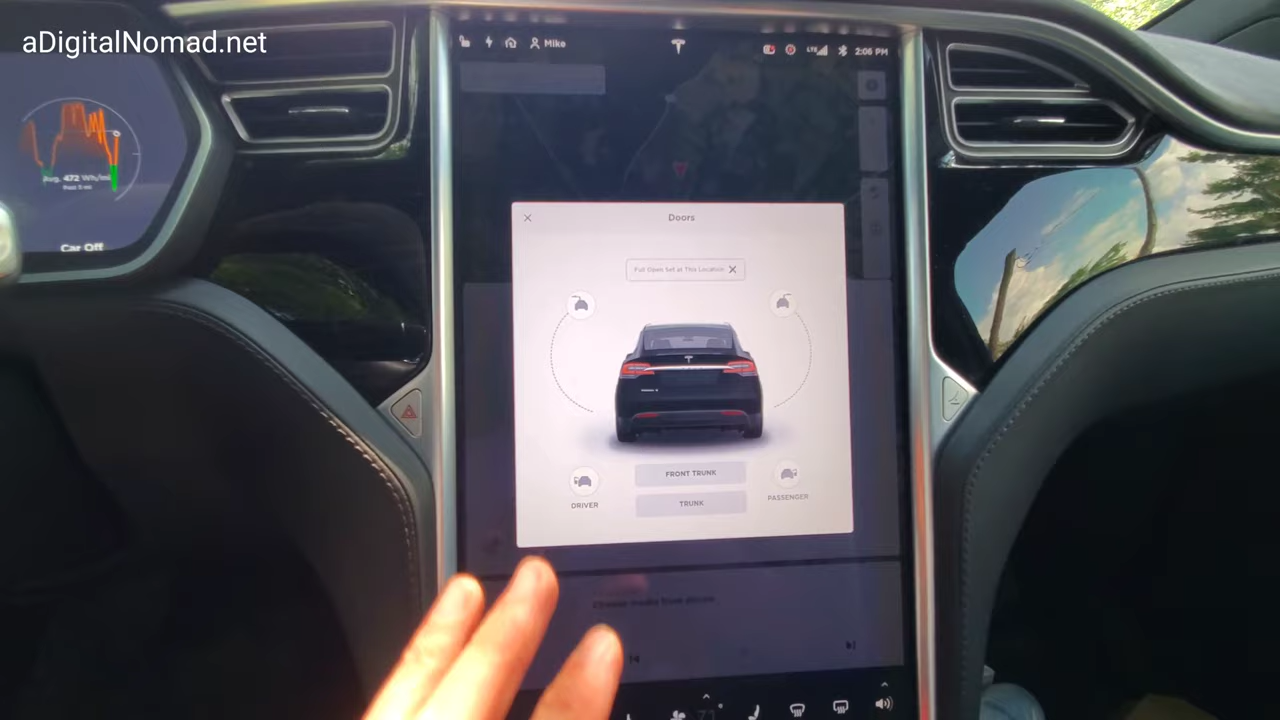 aDigitalNomad.net
Mike
LTE
2:06 PM
Avg. 472 Wh/mi
Car Off
Doors
Full Open Set at This Location
FRONT TRUNK
TRUNK
DRIVER
PASSENGER